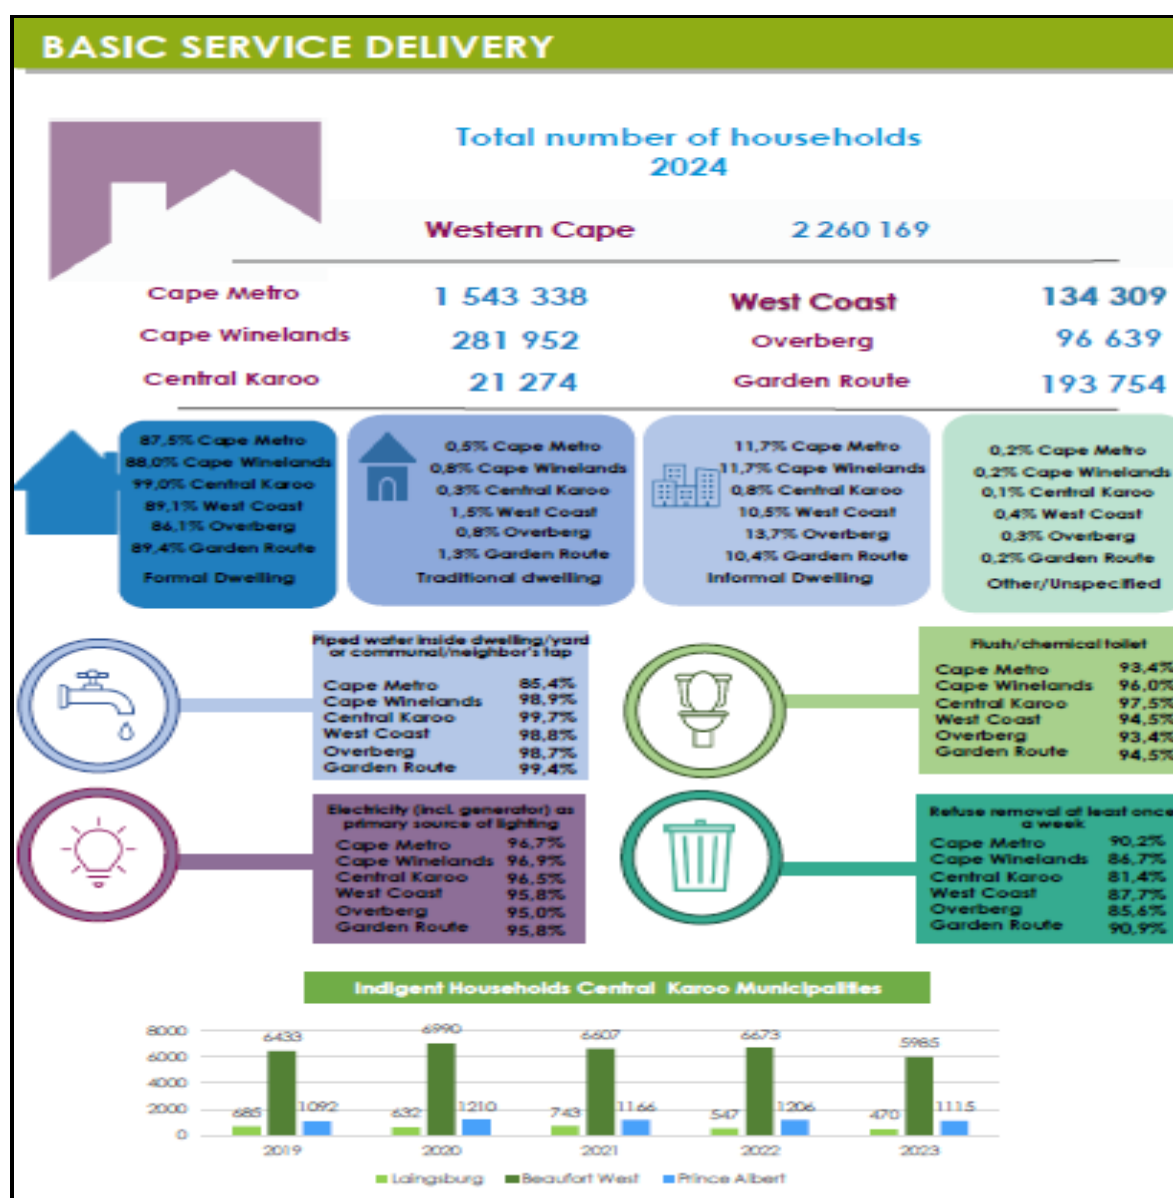 BASIC SERVICE DELIVERY
Total number of households
2024
Western Cape 2 260 169
Cape Metro 1 543 338 West Coast 134 309
Cape Winelands 281 952 Overberg 96 639
Central Karoo 21 274 Garden Route 193 754
87,5% Cape Metro
88,0% Cape Winelands
99,0% Central Karoo
89,1% West Coast
86,1% Overberg
89,4% Garden Route
Formal Dwelling
0,5% Cape Metro
0,8% Cape Winelands
0,3% Central Karoo
1,5% West Coast
0,8% Overberg
1,3% Garden Route
Traditional dwelling
11,7% Cape Metro
11,7% Cape Winelands
0,8% Central Karoo
10,5% West Coast
13,7% Overberg
10,4% Garden Route
Informal Dwelling
0,2% Cape Metro
0,2% Cape Winelands
0,1% Central Karoo
0,4% West Coast
0,3% Overberg
0,2% Garden Route
Other/Unspecified
Piped water inside dwelling/yard
or communal/neighbor's tap
Cape Metro 85,4%
Cape Winelands 98,9%
Central Karoo 99,7%
West Coast 98,8%
Overberg 98,7%
Garden Route 99,4%
Flush/chemical toilet
Cape Metro 93,4%
Cape Winelands 96,0%
Central Karoo 97,5%
West Coast 94,5%
Overberg 93,4%
Garden Route 94,5%
Electricity (incl. generator) as
primary source of lighting
Cape Metro 96,7%
Cape Winelands 96,9%
Central Karoo 96,5%
West Coast 95,8%
Overberg 95,0%
Garden Route 95,8%
Refuse removal at least once
a week
Cape Metro 90,2%
Cape Winelands 86,7%
Central Karoo 81,4%
West Coast 87,7%
Overberg 85,6%
Garden Route 90,9%
Indigent Households Central Karoo Municipalities
8000
6000
4000
2000
0
685 6433 1092
632 6990 1210
743 6607 1166
547 6673 1206
470 5985 1115
2019 2020 2021 2022 2023
Laingsburg Beaufort West Prince Albert